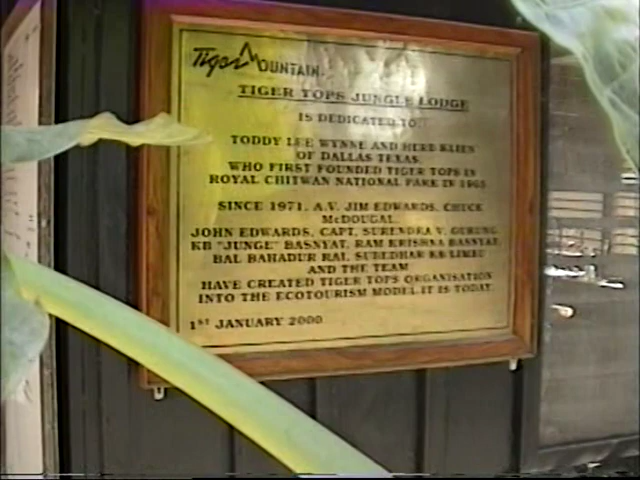 Tiger Mountain
TIGER TOPS JUNGLE LODGE
IS DEDICATED TO
TODDY LEE WYNNE AND HERB KLIEN
OF DALLAS TEXAS.
WHO FIRST FOUNDED TIGER TOPS IN
ROYAL CHITWAN NATIONAL PARK IN 1965
SINCE 1971. A.V. JIM EDWARDS, CHUCK
McDOUGAL.
JOHN EDWARDS, CAPT. SURENDRA V. GURUNG
KB "JUNGE" BASNYAT, RAM KRISHNA BASNYAT,
BAL BAHADUR RAI, SUBEDHAR KB LIMBU
AND THE TEAM
HAVE CREATED TIGER TOPS ORGANISATION
INTO THE ECOTOURISM MODEL IT IS TODAY.
1ST JANUARY 2000